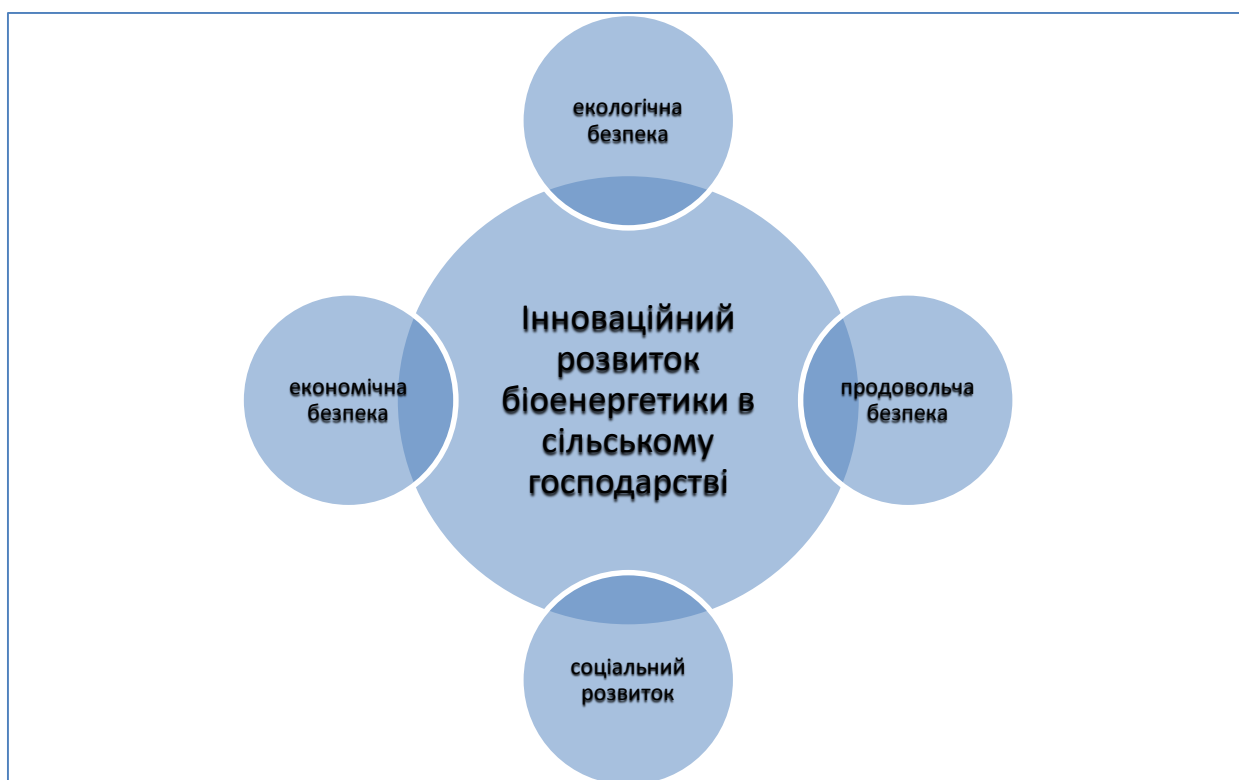 екологічна
безпека
Інноваційний
розвиток
біоенергетики в
сільському
господарстві
економічна
безпека
продовольча
безпека
соціальний
розвиток